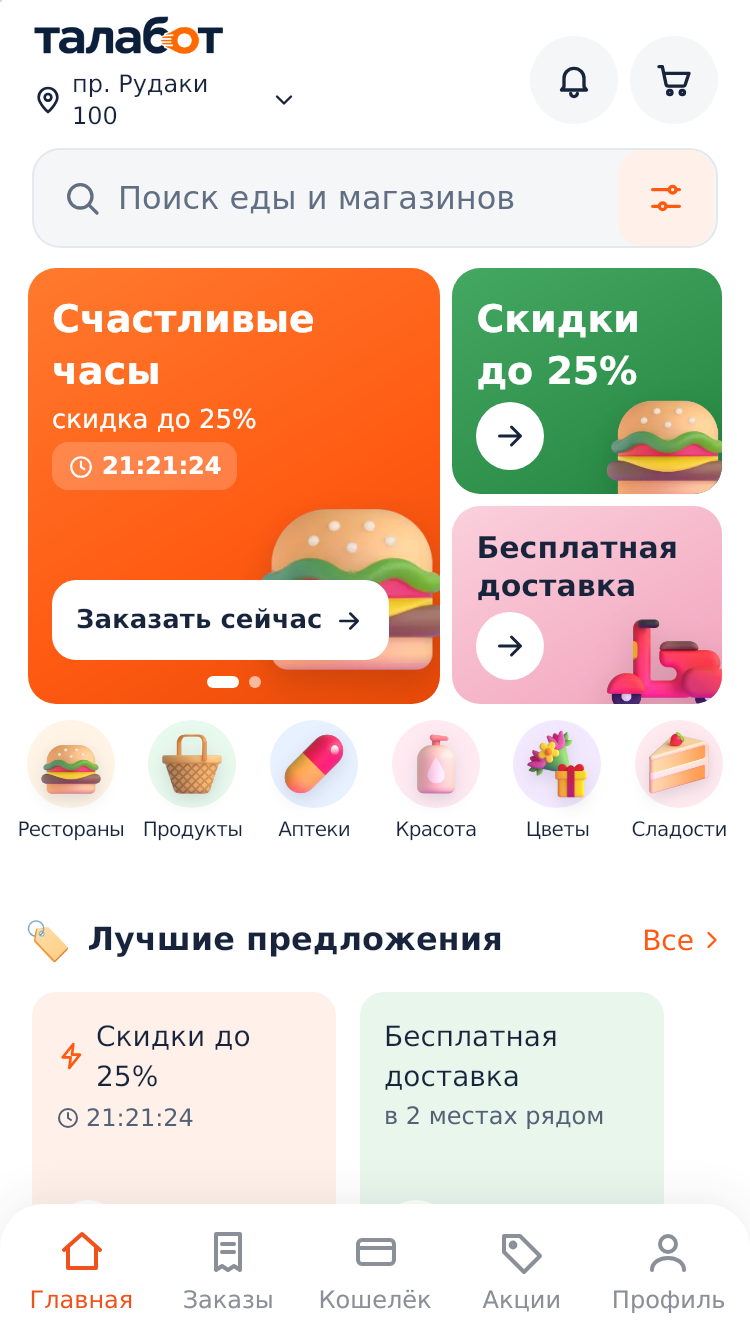 талабот
пр. Рудаки
100
Поиск еды и магазинов
Счастливые
часы
скидка до 25%
21:21:24
Заказать сейчас
Скидки
до 25%
Бесплатная
доставка
Рестораны
Продукты
Аптеки
Красота
Цветы
Сладости
Лучшие предложения
Все
Скидки до
25%
21:21:24
Бесплатная
доставка
в 2 местах рядом
Главная
Заказы
Кошелёк
Акции
Профиль